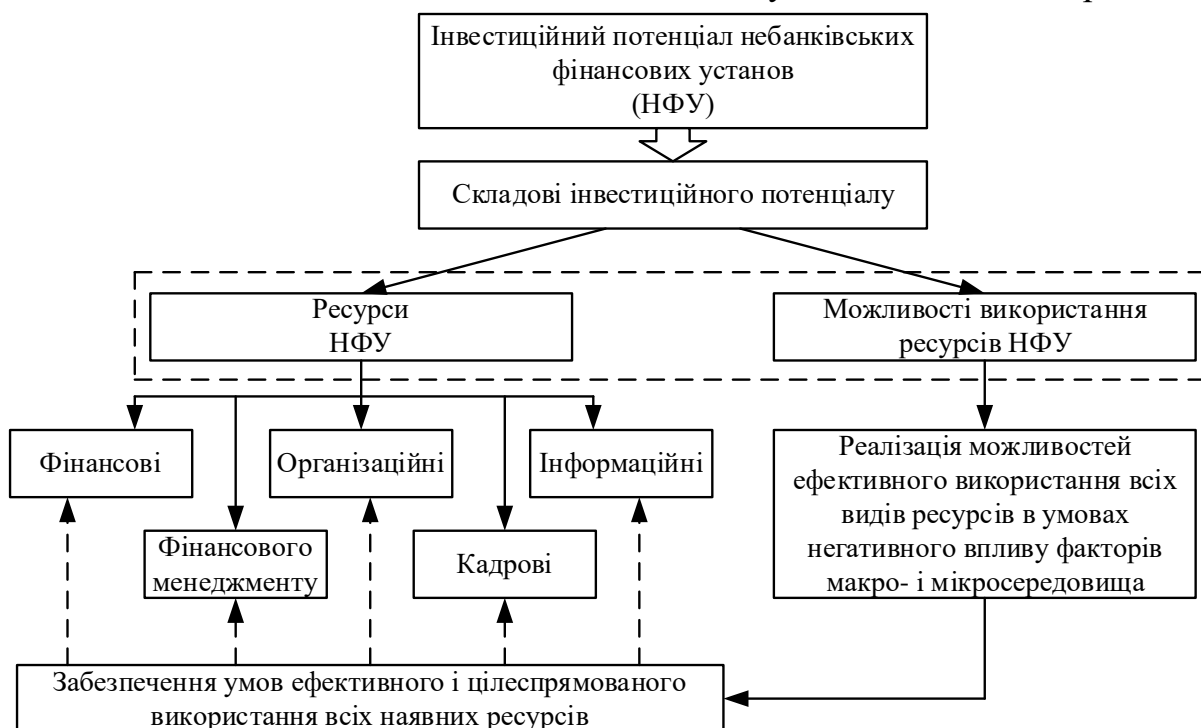 Інвестиційний потенціал небанківських
фінансових установ
(НФУ)
Складові інвестиційного потенціалу
Ресурси
НФУ
Можливості використання
ресурсів НФУ
Фінансові
Організаційні
Інформаційні
Фінансового
менеджменту
Кадрові
Реалізація можливостей
ефективного використання всіх
видів ресурсів в умовах
негативного впливу факторів
макро- і мікросередовища
Забезпечення умов ефективного і цілеспрямованого
використання всіх наявних ресурсів